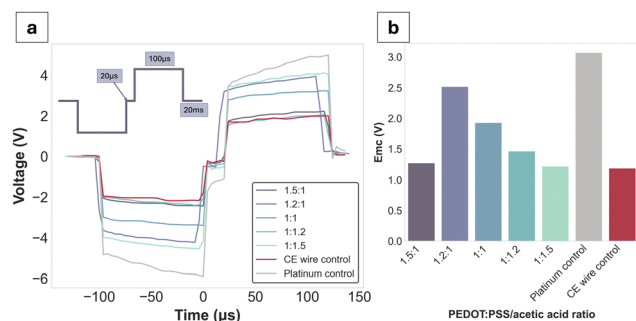 a
b
4
2
0
−2
−4
−6
Voltage (V)
20µs
100µs
20ms
1.5:1
1.2:1
1:1
1:1.2
1:1.5
CE wire control
Platinum control
−100
−50
0
50
100
Time (µs)
3.0
2.5
2.0
1.5
1.0
0.5
0.0
Emc (V)
1.5:1
1.2:1
1:1
1:1.2
1:1.5
Platinum control
CE wire control
PEDOT:PSS/acetic acid ratio